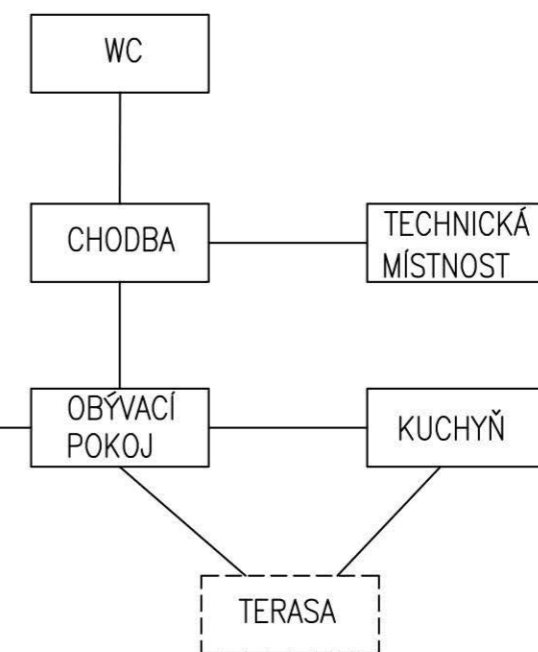 WC
CHODBA
TECHNICKÁ
MÍSTNOST
OBÝVACÍ
POKOJ
KUCHYŇ
TERASA